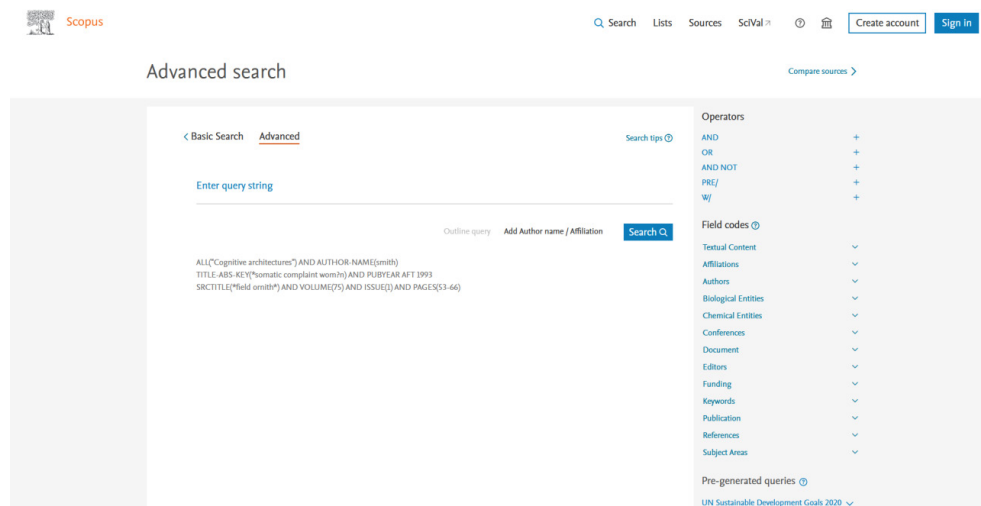 Scopus
Search Lists Sources SciVal Create account Sign in
Advanced search
Compare sources
Basic Search Advanced
Search tips
Enter query string
Outline query Add Author name / Affiliation Search
ALL("Cognitive architectures") AND AUTHOR-NAME(smith)
TITLE-ABS-KEY(*somatic complaint wom?n) AND PUBYEAR AFT 1993
SRCTITLE(*field ornith*) AND VOLUME(75) AND ISSUE(1) AND PAGES(53-66)
Operators
AND +
OR +
AND NOT +
PRE/ +
W/ +
Field codes
Textual Content
Affiliations
Authors
Biological Entities
Chemical Entities
Conferences
Document
Editors
Funding
Keywords
Publication
References
Subject Areas
Pre-generated queries
UN Sustainable Development Goals 2020